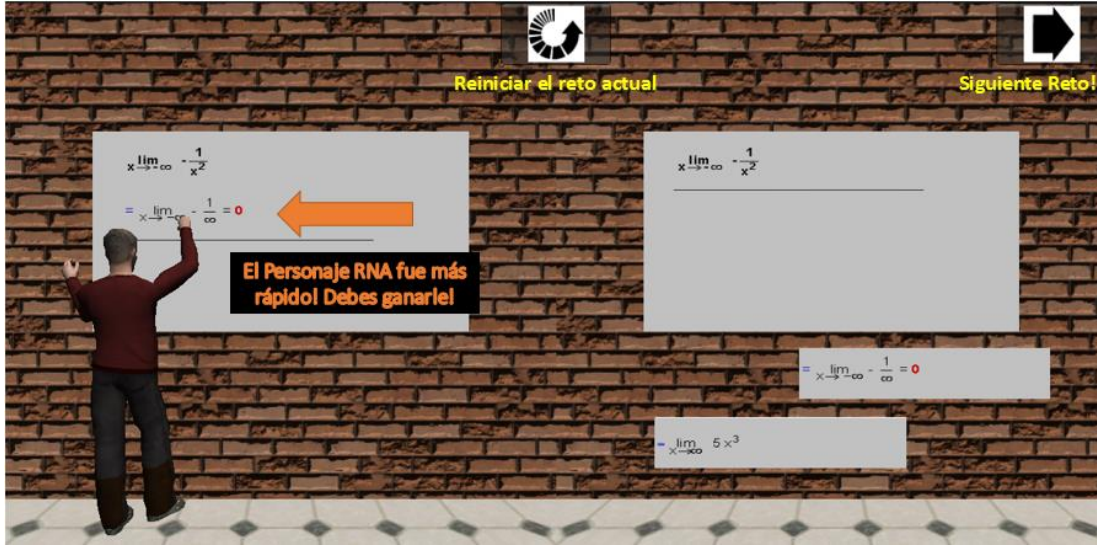 Reiniciar el reto actual
Siguiente Reto!
lim x→-∞ - 1/x²
= lim x→-∞ - 1/∞ = 0
El Personaje RNA fue más
rápido! Debes ganarle!
lim x→-∞ - 1/x²
= lim x→-∞ - 1/∞ = 0
= lim x→∞ 5x³